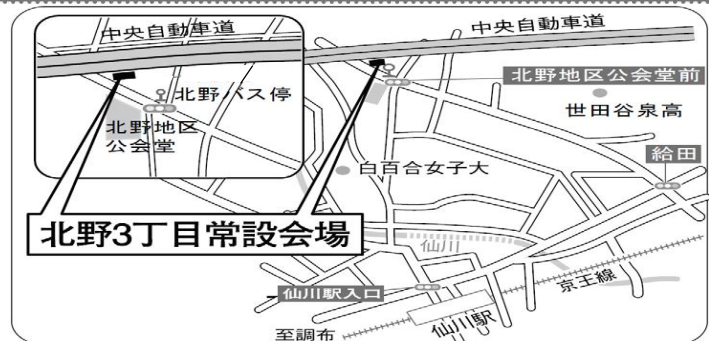 中央自動車道
北野バス停
北野地区
公会堂
中央自動車道
北野地区公会堂前
世田谷泉高
給田
白百合女子大
北野3丁目常設会場
仙川
仙川駅入口
京王線
仙川駅
至調布